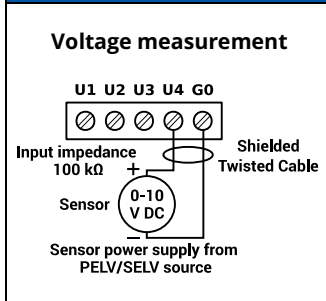 Voltage measurement
U1 U2 U3 U4 G0
Input impedance
100 kΩ
Shielded
Twisted Cable
+
Sensor
0-10
V DC
−
Sensor power supply from
PELV/SELV source